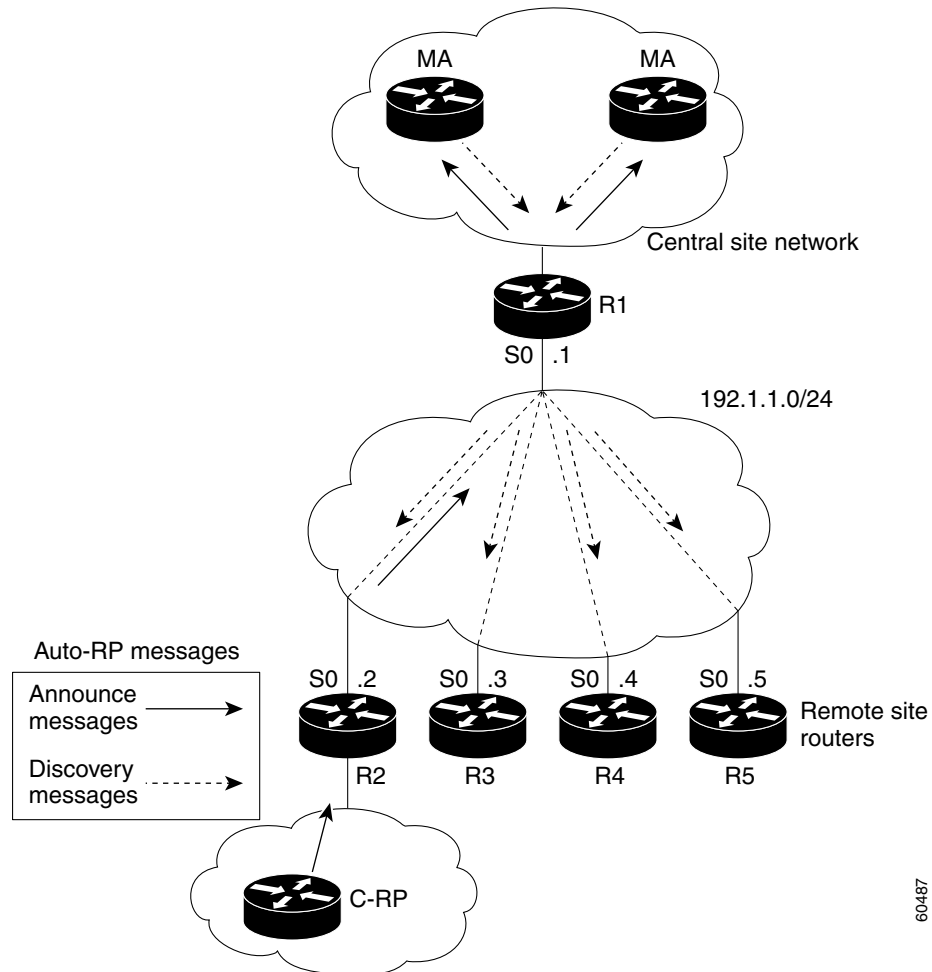 MA
MA
Central site network
R1
S0 .1
192.1.1.0/24
Auto-RP messages
Announce
messages
Discovery
messages
S0 .2
S0 .3
S0 .4
S0 .5
Remote site
routers
R2
R3
R4
R5
C-RP
60487